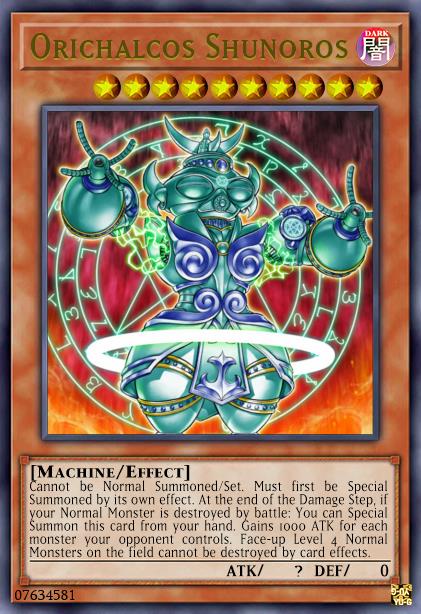 Orichalcos Shunoros
DARK
闇
[Machine/Effect]
Cannot be Normal Summoned/Set. Must first be Special
Summoned by its own effect. At the end of the Damage Step, if
your Normal Monster is destroyed by battle: You can Special
Summon this card from your hand. Gains 1000 ATK for each
monster your opponent controls. Face-up Level 4 Normal
Monsters on the field cannot be destroyed by card effects.
ATK/ ? DEF/ 0
07634581